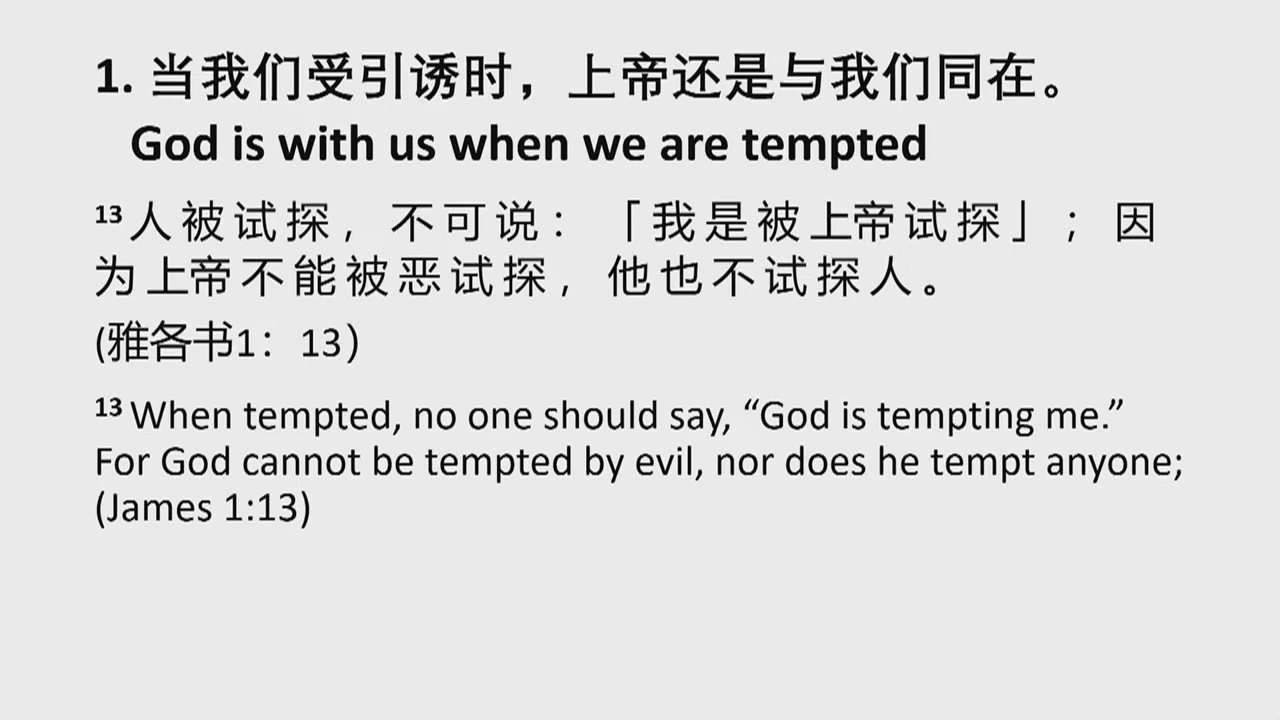 1. 当我们受引诱时，上帝还是与我们同在。
God is with us when we are tempted
13 人被试探，不可说：「我是被上帝试探」；因
为上帝不能被恶试探，他也不试探人。
(雅各书1：13）
13 When tempted, no one should say, “God is tempting me.”
For God cannot be tempted by evil, nor does he tempt anyone;
(James 1:13)